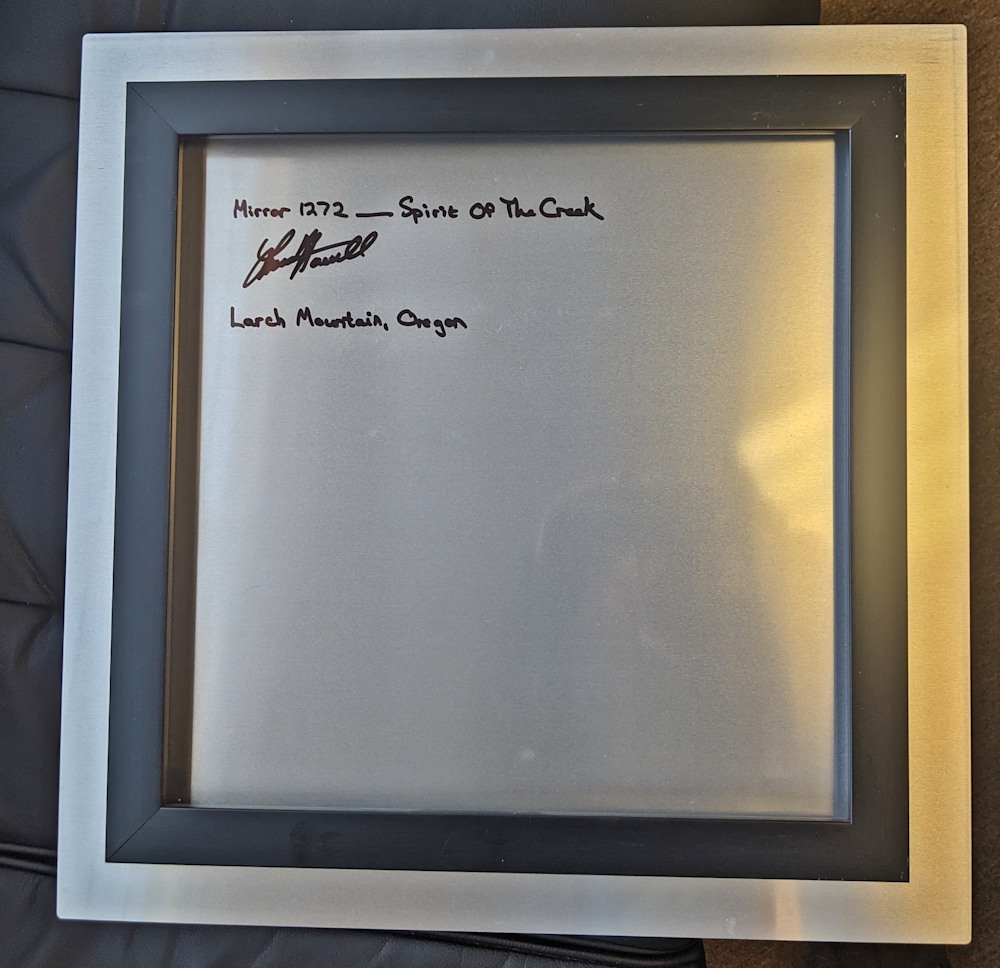 Mirror 1272 — Spirit Of The Creek
Larch Mountain, Oregon